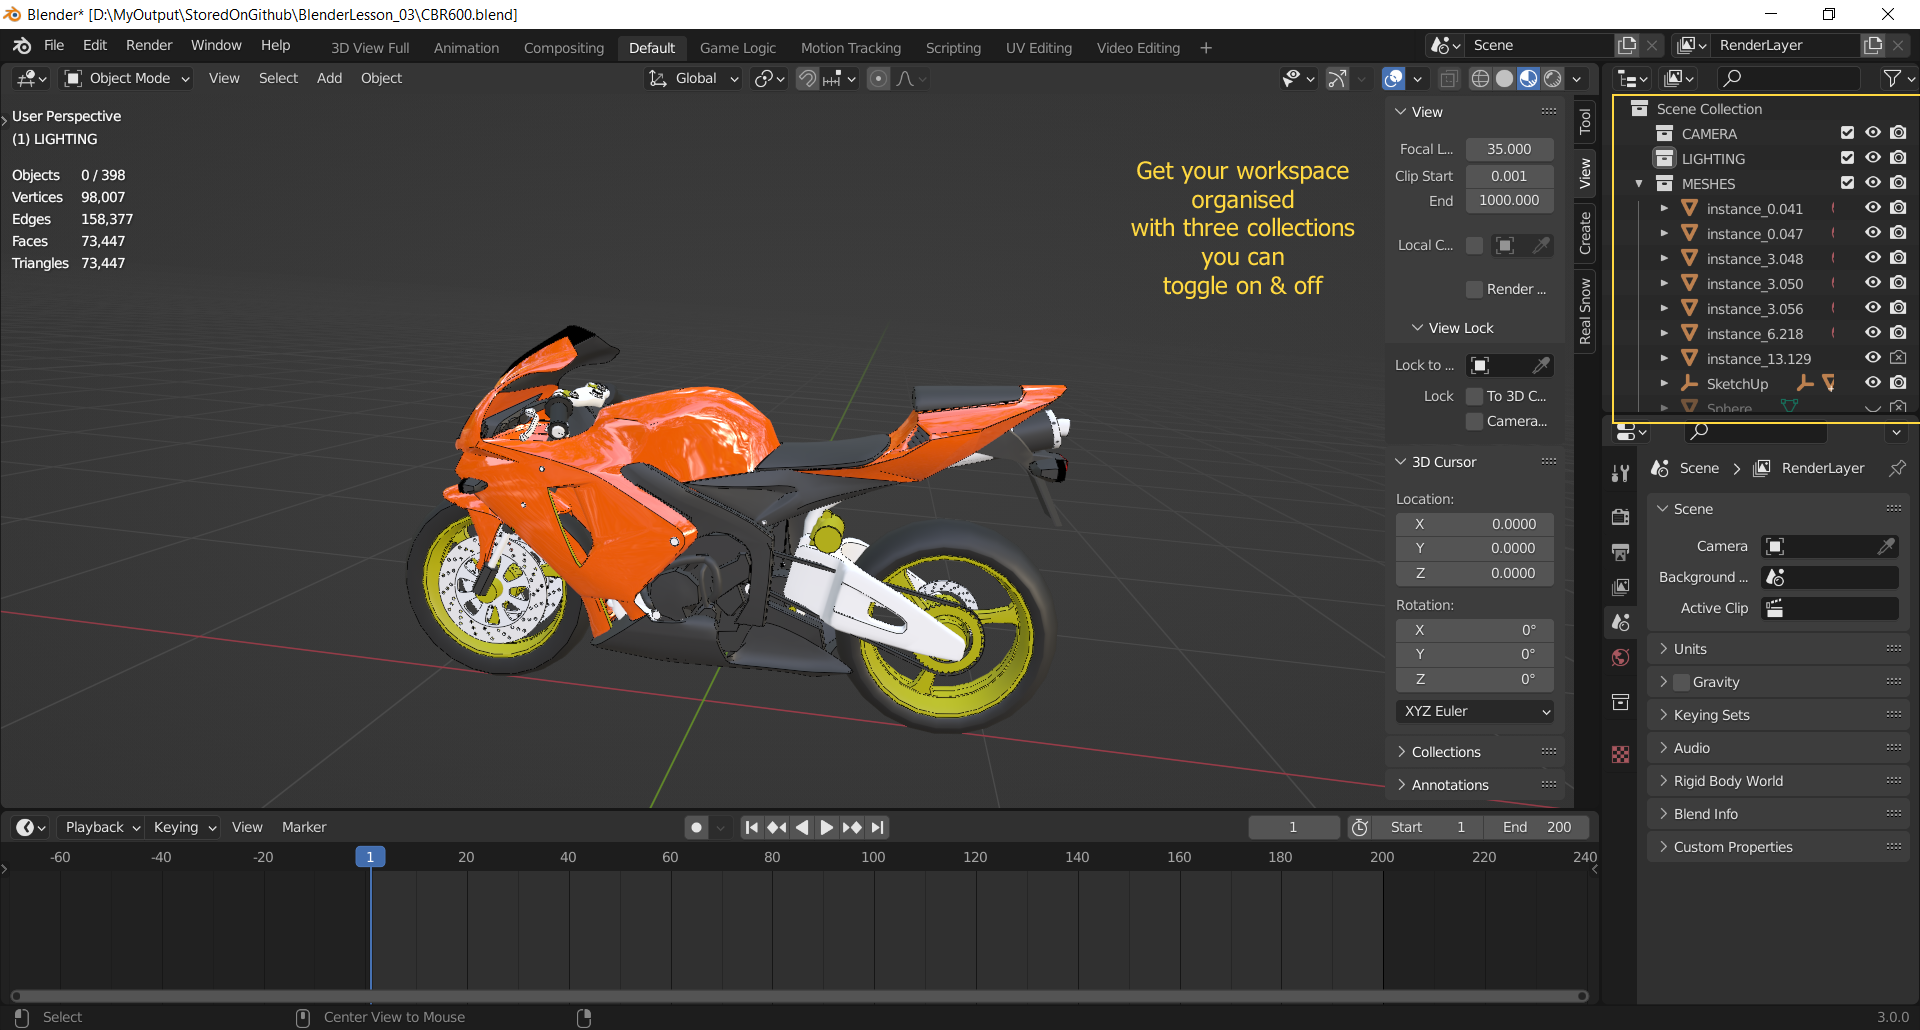 Blender* [D:\MyOutput\StoredOnGithub\BlenderLesson_03\CBR600.blend]
File Edit Render Window Help 3D View Full Animation Compositing Default Game Logic Motion Tracking Scripting UV Editing Video Editing + Scene RenderLayer
Object Mode View Select Add Object Global
User Perspective
(1) LIGHTING
Objects 0 / 398
Vertices 98,007
Edges 158,377
Faces 73,447
Triangles 73,447
Get your workspace
organised
with three collections
you can
toggle on & off
View
Focal L... 35.000
Clip Start 0.001
End 1000.000
Local C...
Render ...
View Lock
Lock to ...
Lock To 3D C...
Camera...
3D Cursor
Location:
X 0.0000
Y 0.0000
Z 0.0000
Rotation:
X 0°
Y 0°
Z 0°
XYZ Euler
Collections
Annotations
Tool
View
Create
Real Snow
Scene Collection
CAMERA
LIGHTING
MESHES
instance_0.041
instance_0.047
instance_3.048
instance_3.050
instance_3.056
instance_6.218
instance_13.129
SketchUp
Sphere
Scene RenderLayer
Scene
Camera
Background ...
Active Clip
Units
Gravity
Keying Sets
Audio
Rigid Body World
Blend Info
Custom Properties
Playback Keying View Marker 1 Start 1 End 200
-60 -40 -20 1 20 40 60 80 100 120 140 160 180 200 220 240
Select Center View to Mouse 3.0.0